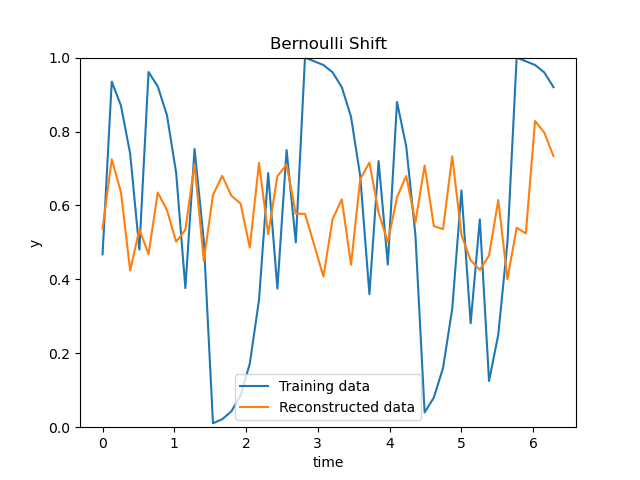 Bernoulli Shift
1.0
0.8
0.6
0.4
0.2
0.0
y
Training data
Reconstructed data
0 1 2 3 4 5 6
time